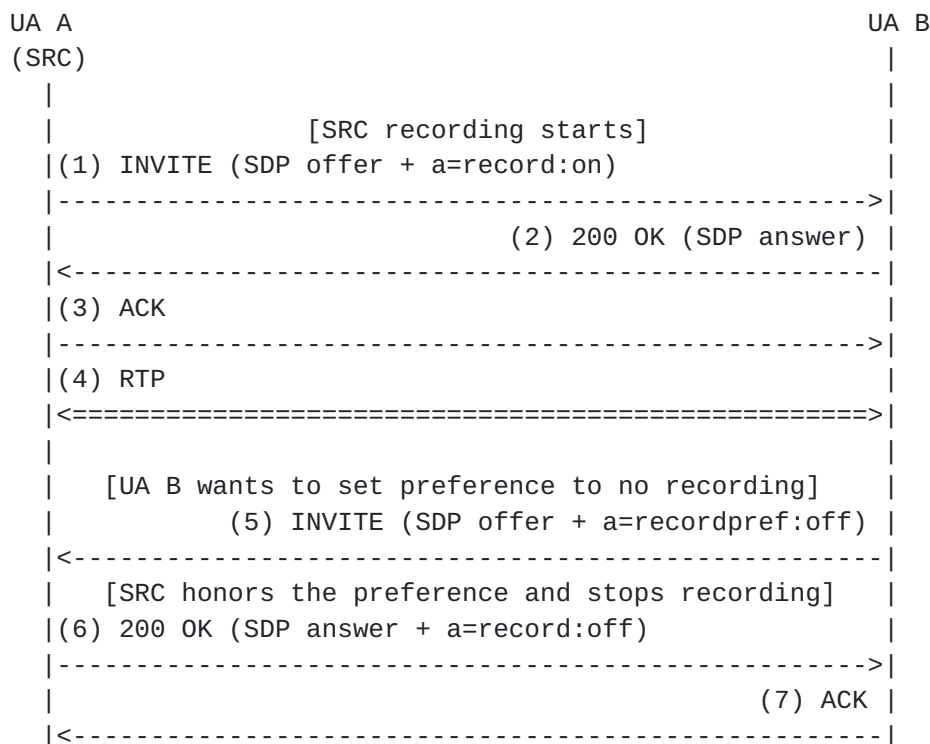 UA A UA B
(SRC) |
| |
| [SRC recording starts] |
|(1) INVITE (SDP offer + a=record:on) |
|----------------------------------------------------->|
| (2) 200 OK (SDP answer) |
|<-----------------------------------------------------|
|(3) ACK |
|----------------------------------------------------->|
|(4) RTP |
|<====================================================>|
| |
| [UA B wants to set preference to no recording] |
| (5) INVITE (SDP offer + a=recordpref:off) |
|<-----------------------------------------------------|
| [SRC honors the preference and stops recording] |
|(6) 200 OK (SDP answer + a=record:off) |
|----------------------------------------------------->|
| (7) ACK |
|<-----------------------------------------------------|